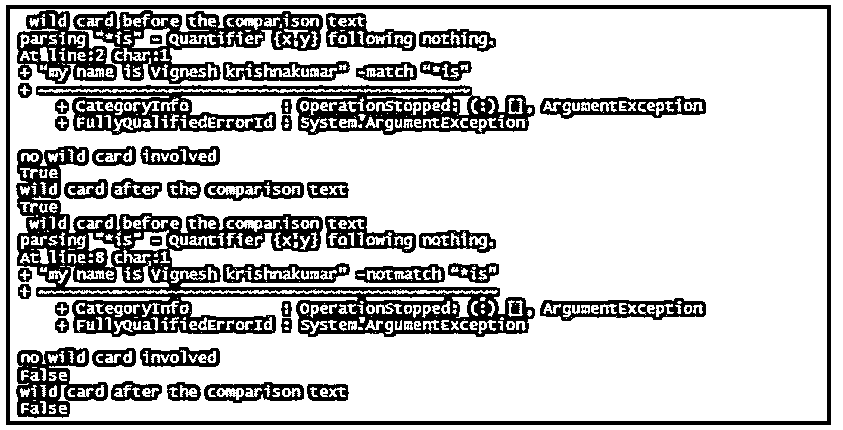 wild card before the comparison text
parsing "*is" - Quantifier {x,y} following nothing.
At line:2 char:1
+ "my name is Vignesh krishnakumar" -match "*is"
+ ~~~~~~~~~~~~~~~~~~~~~~~~~~~~~~~~~~~~~~~~~~~~~~
    + CategoryInfo          : OperationStopped: (:) [], ArgumentException
    + FullyQualifiedErrorId : System.ArgumentException
no wild card involved
True
wild card after the comparison text
True
wild card before the comparison text
parsing "*is" - Quantifier {x,y} following nothing.
At line:8 char:1
+ "my name is Vignesh krishnakumar" -notmatch "*is"
+ ~~~~~~~~~~~~~~~~~~~~~~~~~~~~~~~~~~~~~~~~~~~~~~~~~
    + CategoryInfo          : OperationStopped: (:) [], ArgumentException
    + FullyQualifiedErrorId : System.ArgumentException
no wild card involved
False
wild card after the comparison text
False